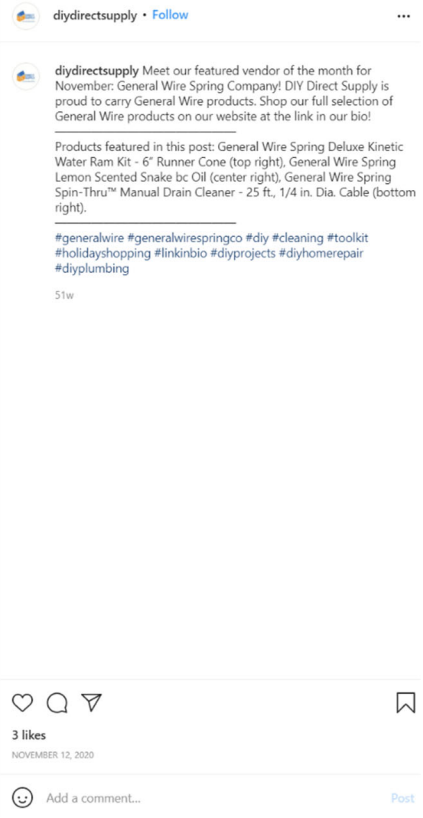 diydirectsupply • Follow
diydirectsupply Meet our featured vendor of the month for
November: General Wire Spring Company! DIY Direct Supply is
proud to carry General Wire products. Shop our full selection of
General Wire products on our website at the link in our bio!
Products featured in this post: General Wire Spring Deluxe Kinetic
Water Ram Kit - 6" Runner Cone (top right), General Wire Spring
Lemon Scented Snake bc Oil (center right), General Wire Spring
Spin-Thru™ Manual Drain Cleaner - 25 ft., 1/4 in. Dia. Cable (bottom
right).
#generalwire #generalwirespringco #diy #cleaning #toolkit
#holidayshopping #linkinbio #diyprojects #diyhomerepair
#diyplumbing
51w
3 likes
NOVEMBER 12, 2020
Add a comment...
Post